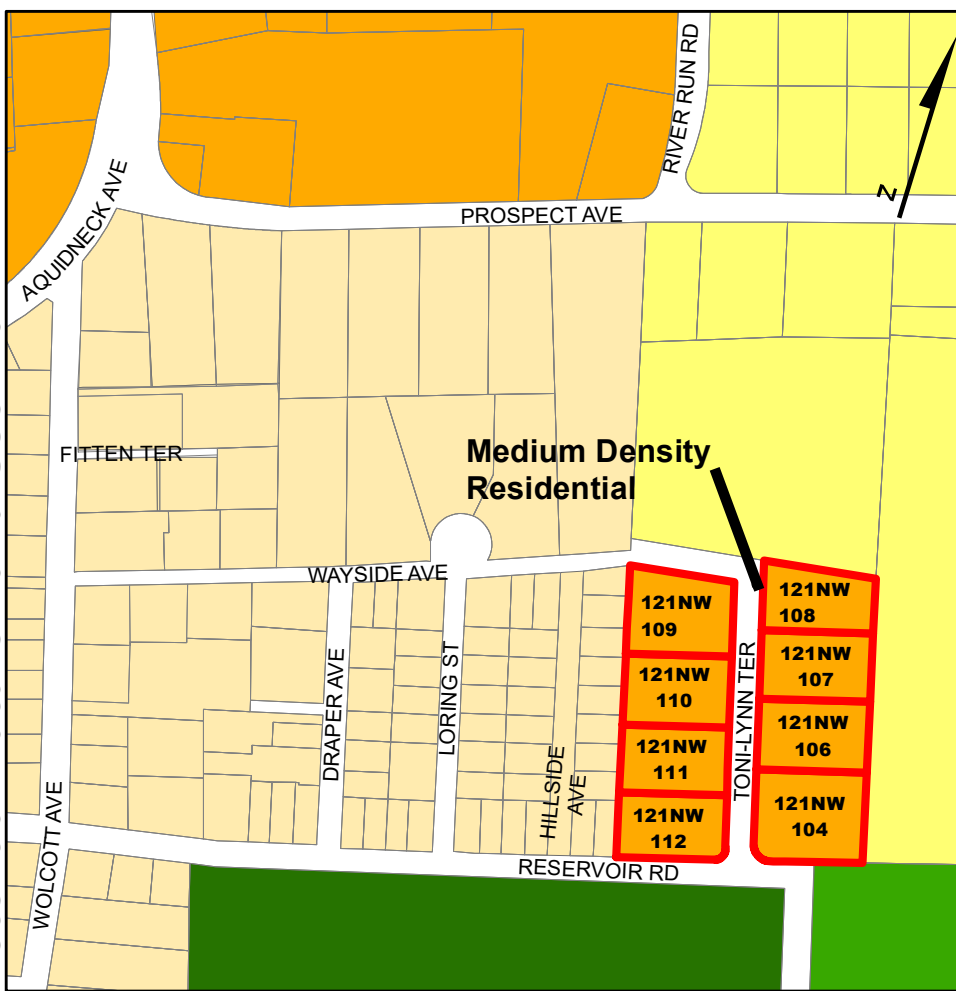 RIVER RUN RD
AQUIDNECK AVE
PROSPECT AVE
Z
FITTEN TER
Medium Density
Residential
WAYSIDE AVE
121NW
109
121NW
108
121NW
107
121NW
110
121NW
106
121NW
111
121NW
104
121NW
112
TONI-LYNN TER
DRAPER AVE
LORING ST
HILLSIDE
AVE
WOLCOTT AVE
RESERVOIR RD